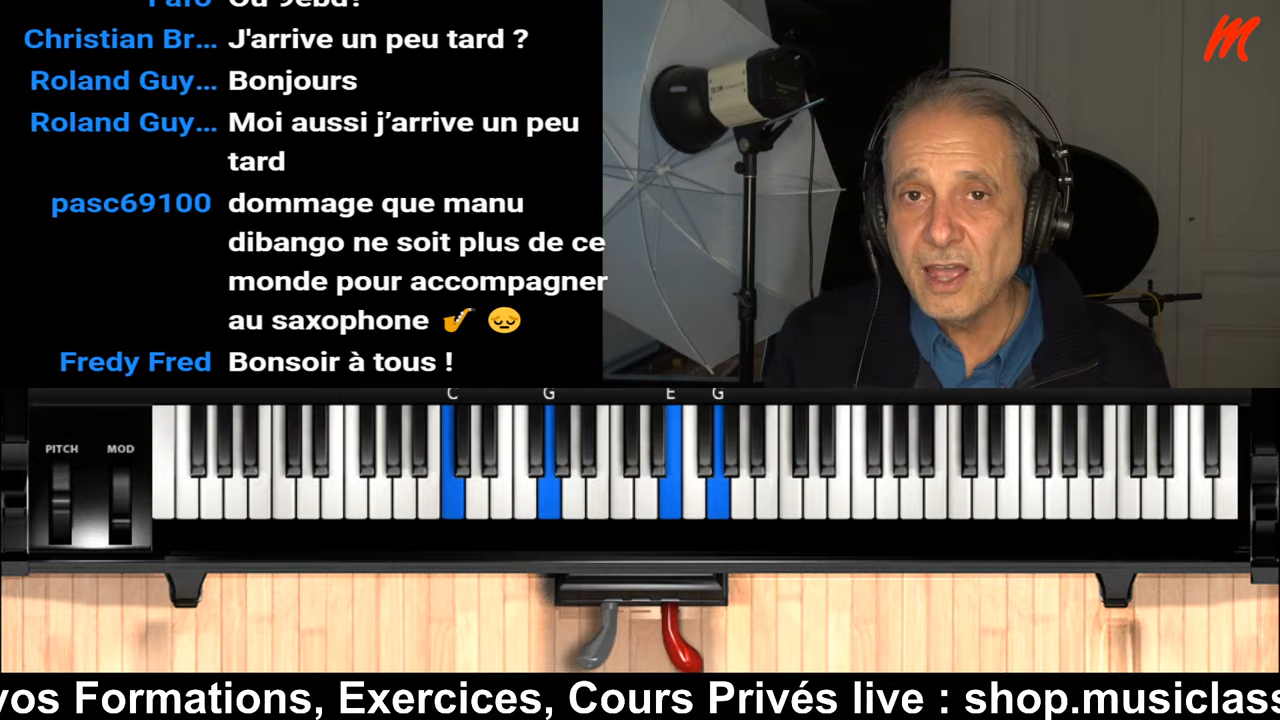 Christian Br... J'arrive un peu tard ?
Roland Guy... Bonjours
Roland Guy... Moi aussi j’arrive un peu
tard
pasc69100 dommage que manu
dibango ne soit plus de ce
monde pour accompagner
au saxophone 🎷 😔
Fredy Fred Bonsoir à tous !
C G E G
PITCH MOD
vos Formations, Exercices, Cours Privés live : shop.musiclass